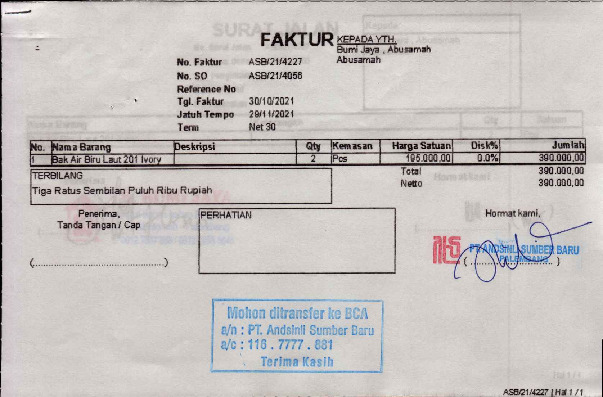 FAKTUR
KEPADA YTH.
Bumi Jaya , Abusamah
Abusamah
No. Faktur ASB/21/4227
No. SO ASB/21/4056
Reference No
Tgl. Faktur 30/10/2021
Jatuh Tempo 29/11/2021
Term Net 30
No. Nama Barang Deskripsi Qty Kemasan Harga Satuan Disk% Jumlah
1 Bak Air Biru Laut 201 Ivory 2 Pcs 195.000,00 0.0% 390.000,00
Total 390.000,00
Netto 390.000,00
TERBILANG
Tiga Ratus Sembilan Puluh Ribu Rupiah
Penerima,
Tanda Tangan / Cap
(........................................)
PERHATIAN
Hormat kami,
PT. ANDSINLI SUMBER BARU
PALEMBANG
(............................)
Mohon ditransfer ke BCA
a/n : PT. Andsinli Sumber Baru
a/c : 116 . 7777 . 881
Terima Kasih
ASB/21/4227 | Hal 1 / 1